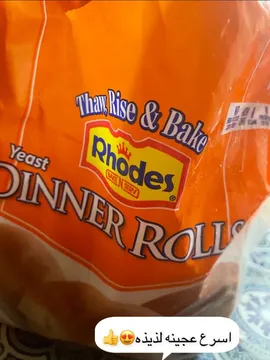 Thaw, Rise & Bake
Rhodes
Yeast
DINNER ROLLS
اسرع عجينه لذيذه😍👍